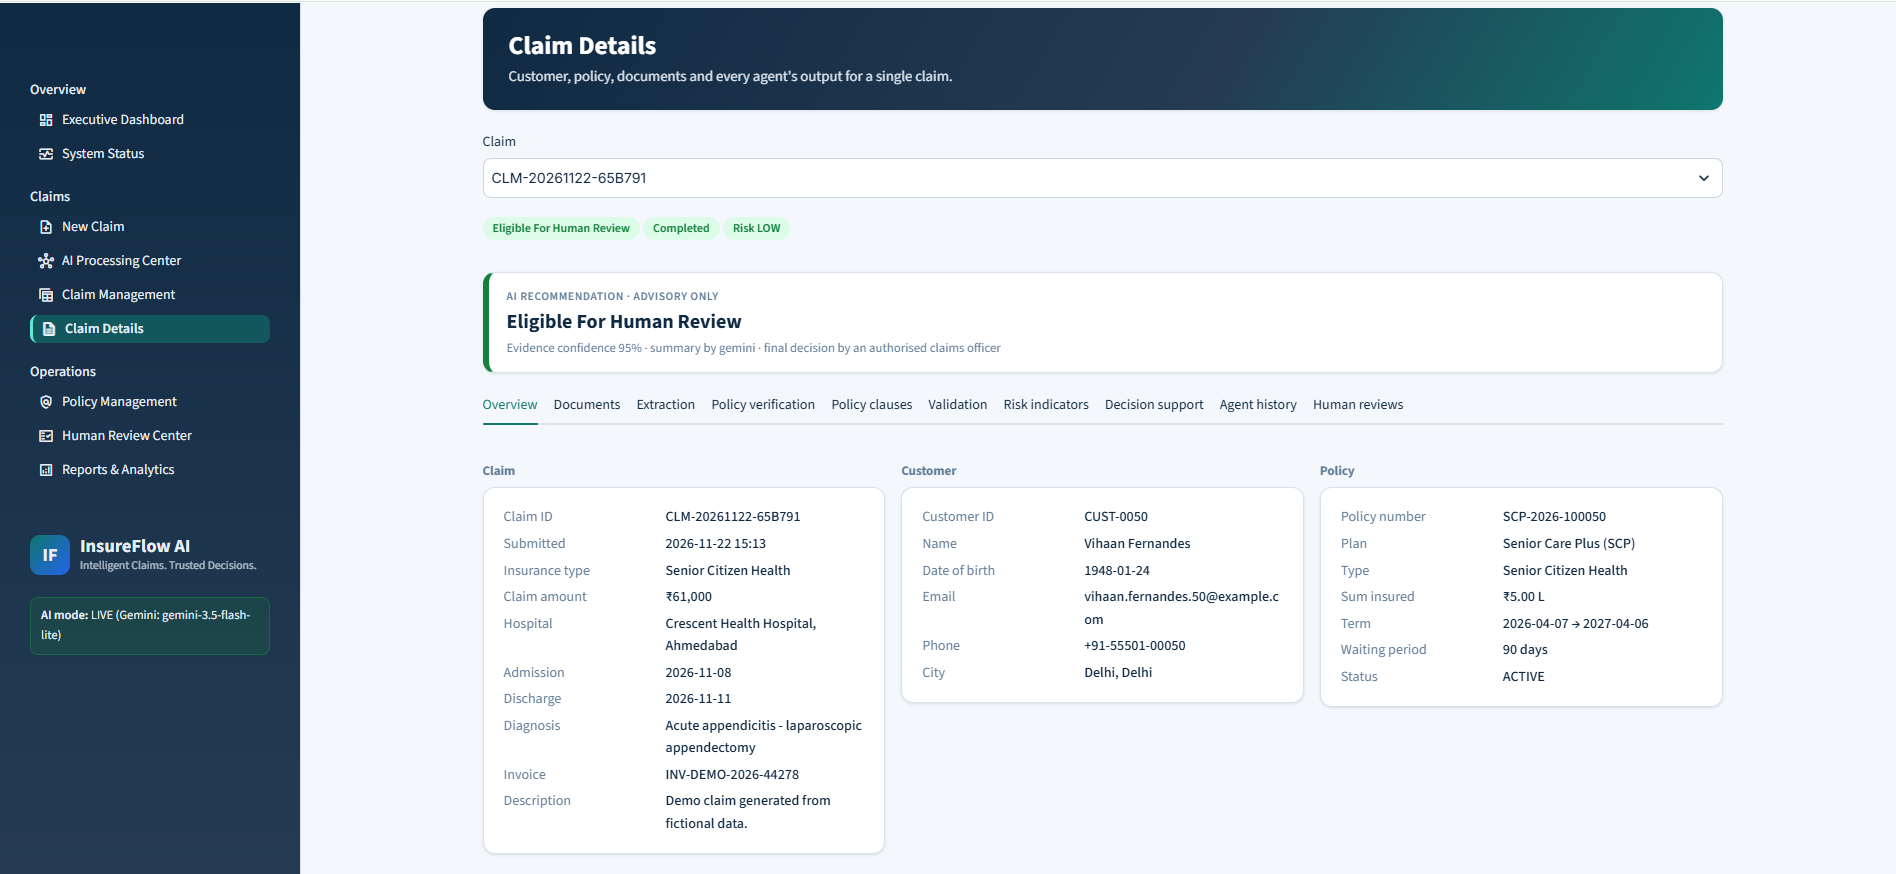 Overview
Executive Dashboard
System Status
Claims
New Claim
AI Processing Center
Claim Management
Claim Details
Operations
Policy Management
Human Review Center
Reports & Analytics
IF
InsureFlow AI
Intelligent Claims. Trusted Decisions.
AI mode: LIVE (Gemini: gemini-3.5-flash-
lite)
Claim Details
Customer, policy, documents and every agent's output for a single claim.
Claim
CLM-20261122-65B791
Eligible For Human Review Completed Risk LOW
AI RECOMMENDATION · ADVISORY ONLY
Eligible For Human Review
Evidence confidence 95% · summary by gemini · final decision by an authorised claims officer
Overview Documents Extraction Policy verification Policy clauses Validation Risk indicators Decision support Agent history Human reviews
Claim
Claim ID CLM-20261122-65B791
Submitted 2026-11-22 15:13
Insurance type Senior Citizen Health
Claim amount ₹61,000
Hospital Crescent Health Hospital,
Ahmedabad
Admission 2026-11-08
Discharge 2026-11-11
Diagnosis Acute appendicitis - laparoscopic
appendectomy
Invoice INV-DEMO-2026-44278
Description Demo claim generated from
fictional data.
Customer
Customer ID CUST-0050
Name Vihaan Fernandes
Date of birth 1948-01-24
Email vihaan.fernandes.50@example.c
om
Phone +91-55501-00050
City Delhi, Delhi
Policy
Policy number SCP-2026-100050
Plan Senior Care Plus (SCP)
Type Senior Citizen Health
Sum insured ₹5.00 L
Term 2026-04-07 → 2027-04-06
Waiting period 90 days
Status ACTIVE